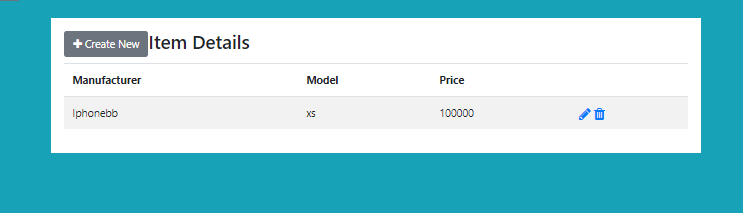 + Create New Item Details
Manufacturer Model Price
Iphonebb xs 100000